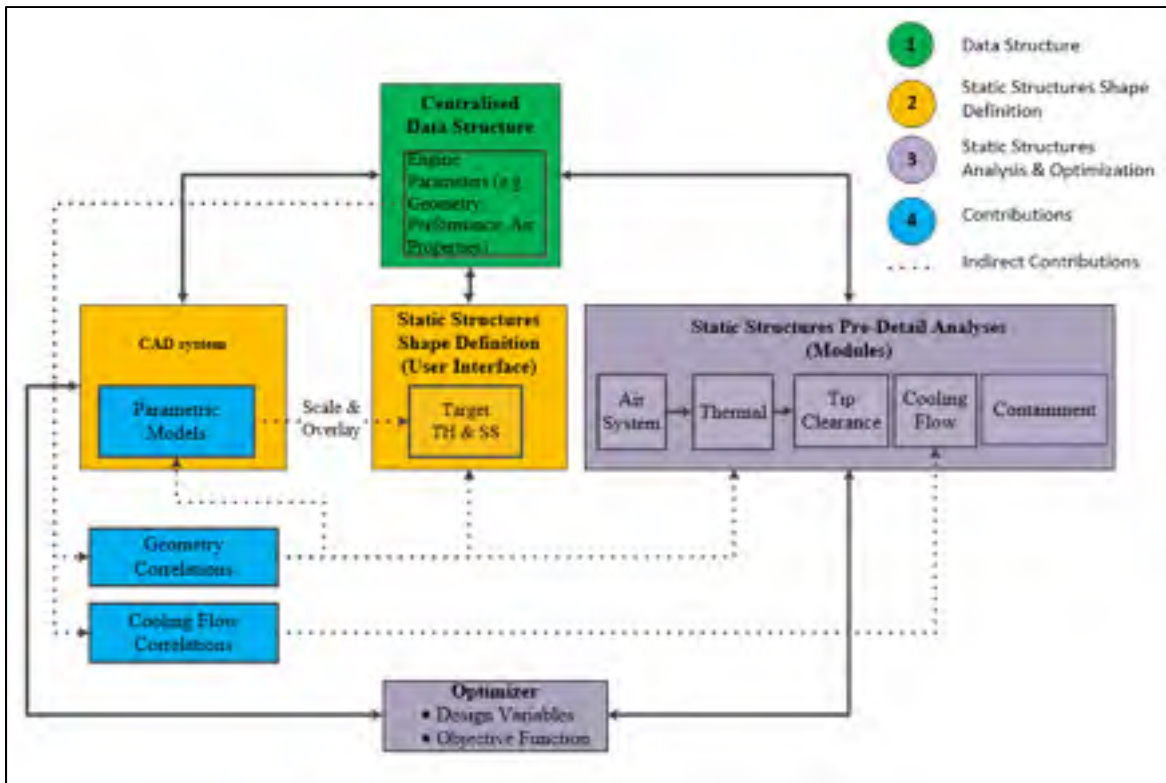 1
Data Structure
2
Static Structures Shape
Definition
3
Static Structures
Analysis & Optimization
4
Contributions
Indirect Contributions
Centralised
Data Structure
Engine
Parameters (e.g.
Geometry,
Performance, Air
Properties)
CAD system
Parametric
Models
Scale &
Overlay
Static Structures
Shape Definition
(User Interface)
Target
TH & SS
Static Structures Pre-Detail Analyses
(Modules)
Air
System
Thermal
Tip
Clearance
Cooling
Flow
Containment
Geometry
Correlations
Cooling Flow
Correlations
Optimizer
• Design Variables
• Objective Function